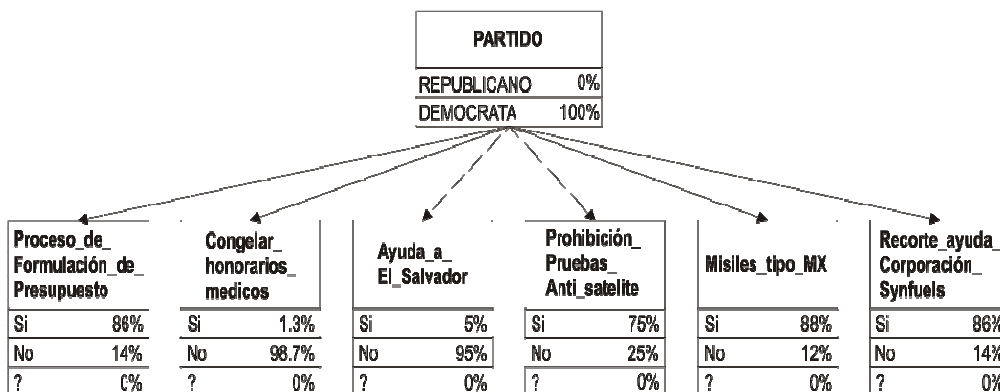 PARTIDO
REPUBLICANO 0%
DEMOCRATA 100%
Proceso_de_
Formulación_de_
Presupuesto
Si 86%
No 14%
? 0%
Congelar_
honorarios_
medicos
Si 1.3%
No 98.7%
? 0%
Ayuda_a_
El_Salvador
Si 5%
No 95%
? 0%
Prohibición_
Pruebas_
Anti_satelite
Si 75%
No 25%
? 0%
Misiles_tipo_MX
Si 88%
No 12%
? 0%
Recorte_ayuda_
Corporación_
Synfuels
Si 86%
No 14%
? 0%